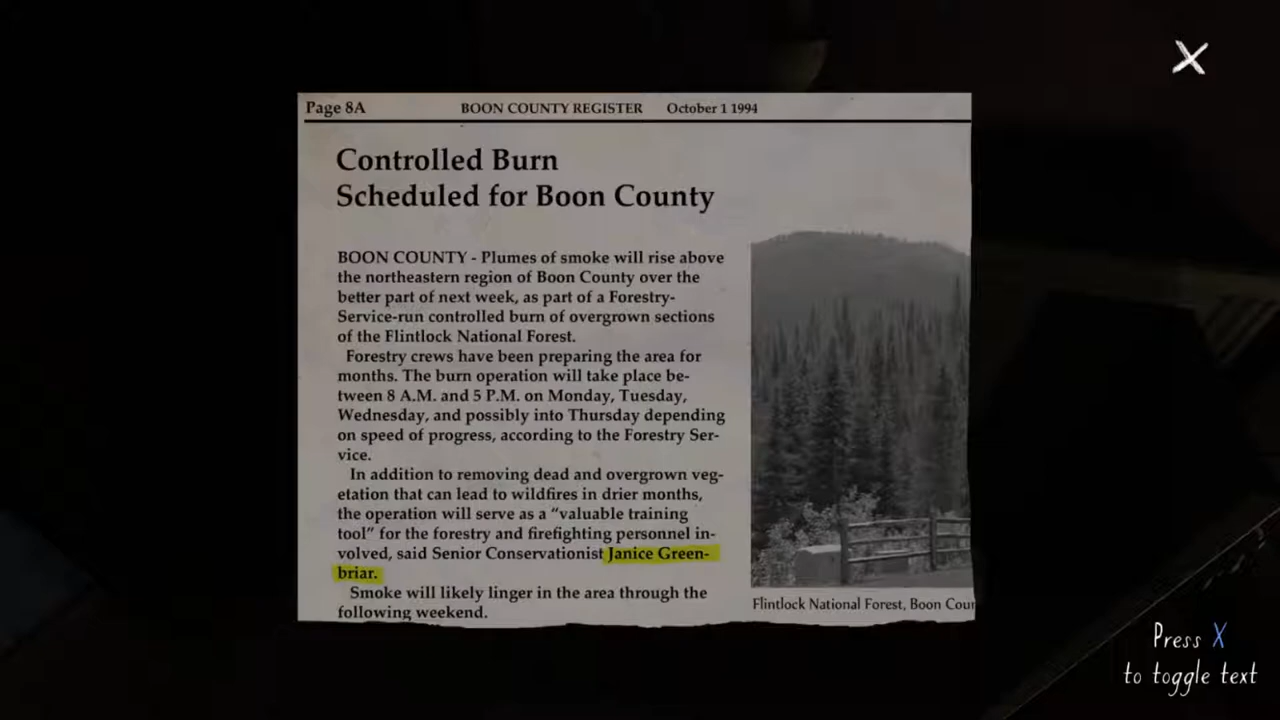 Page 8A BOON COUNTY REGISTER October 1 1994
Controlled Burn
Scheduled for Boon County
BOON COUNTY - Plumes of smoke will rise above
the northeastern region of Boon County over the
better part of next week, as part of a Forestry-
Service-run controlled burn of overgrown sections
of the Flintlock National Forest.
Forestry crews have been preparing the area for
months. The burn operation will take place be-
tween 8 A.M. and 5 P.M. on Monday, Tuesday,
Wednesday, and possibly into Thursday depending
on speed of progress, according to the Forestry Ser-
vice.
In addition to removing dead and overgrown veg-
etation that can lead to wildfires in drier months,
the operation will serve as a “valuable training
tool” for the forestry and firefighting personnel in-
volved, said Senior Conservationist Janice Green-
briar.
Smoke will likely linger in the area through the
following weekend.
Flintlock National Forest, Boon Cour
Press X
to toggle text